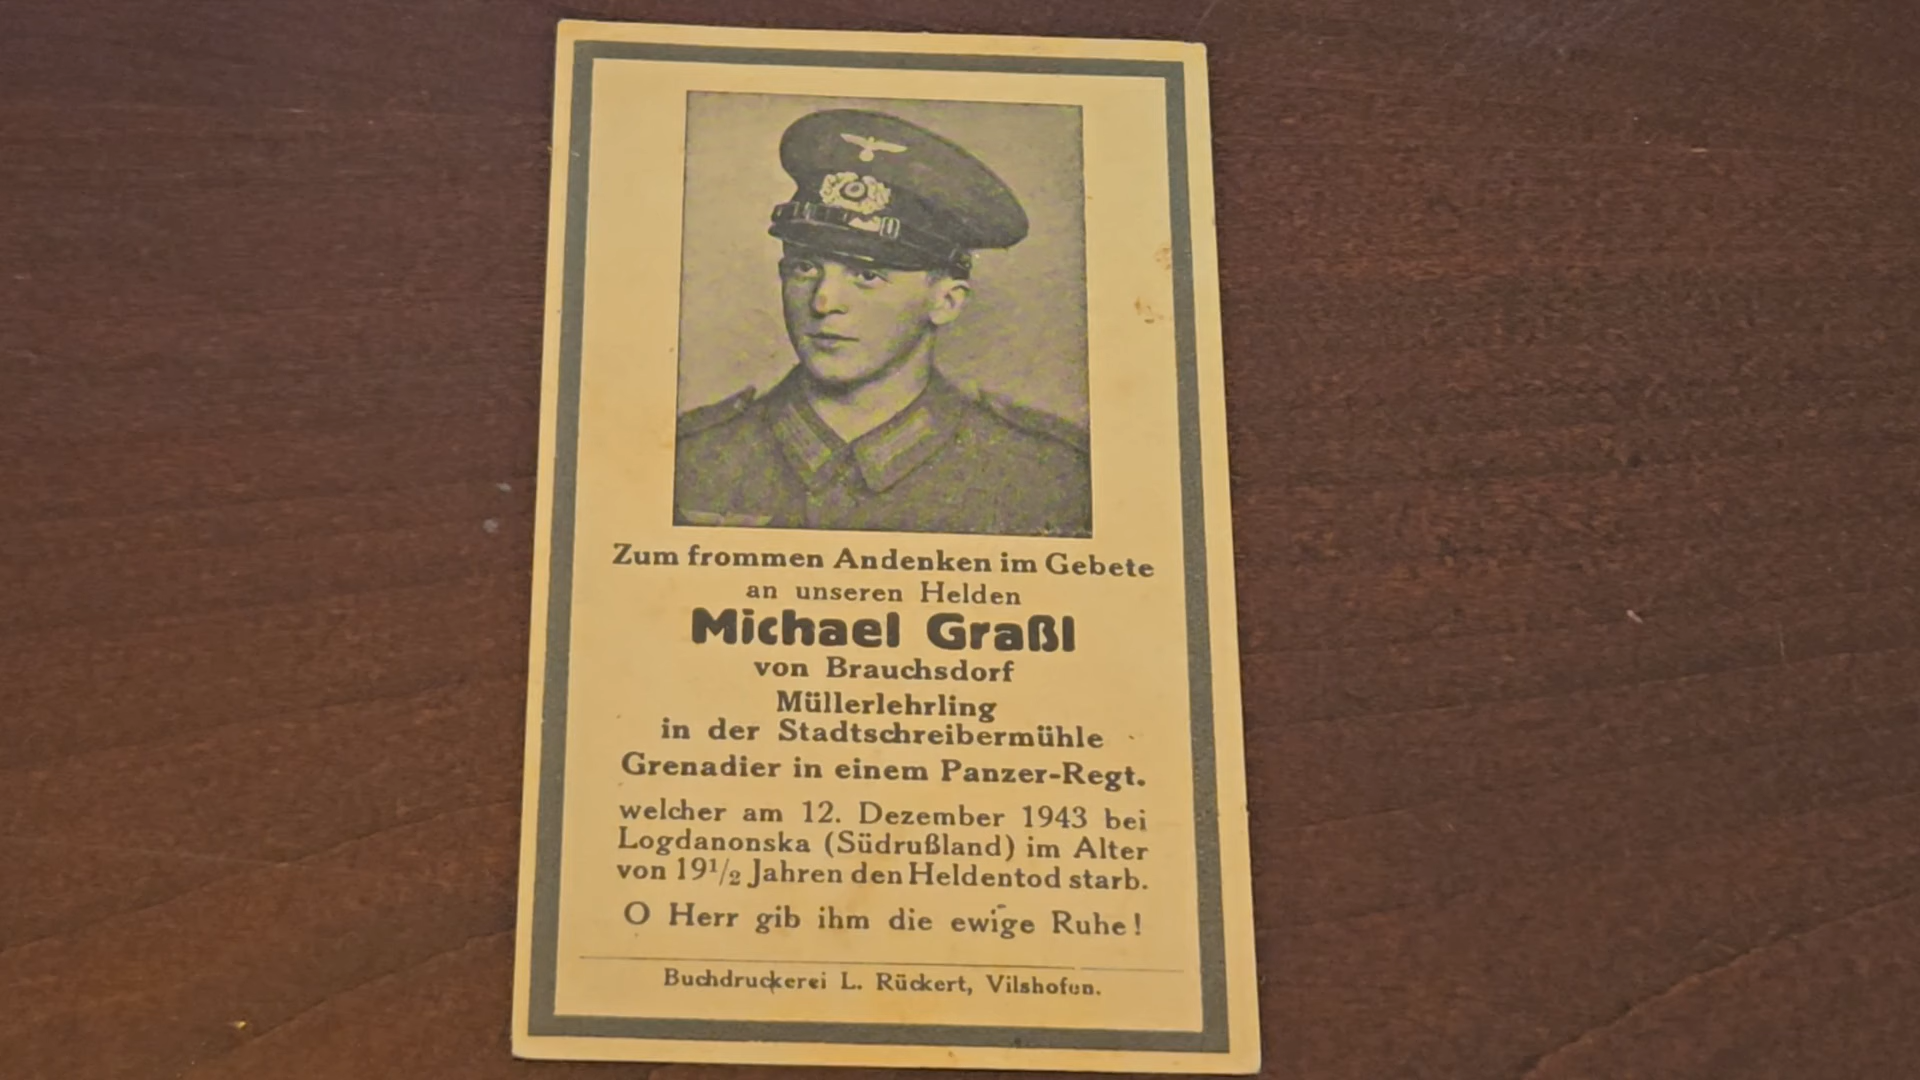 Zum frommen Andenken im Gebete
an unseren Helden
Michael Graßl
von Brauchsdorf
Müllerlehrling
in der Stadtschreibermühle
Grenadier in einem Panzer-Regt.
welcher am 12. Dezember 1943 bei
Logdanonska (Südrußland) im Alter
von 19½ Jahren den Heldentod starb.
O Herr gib ihm die ewige Ruhe!
Buchdruckerei L. Rückert, Vilshofen.